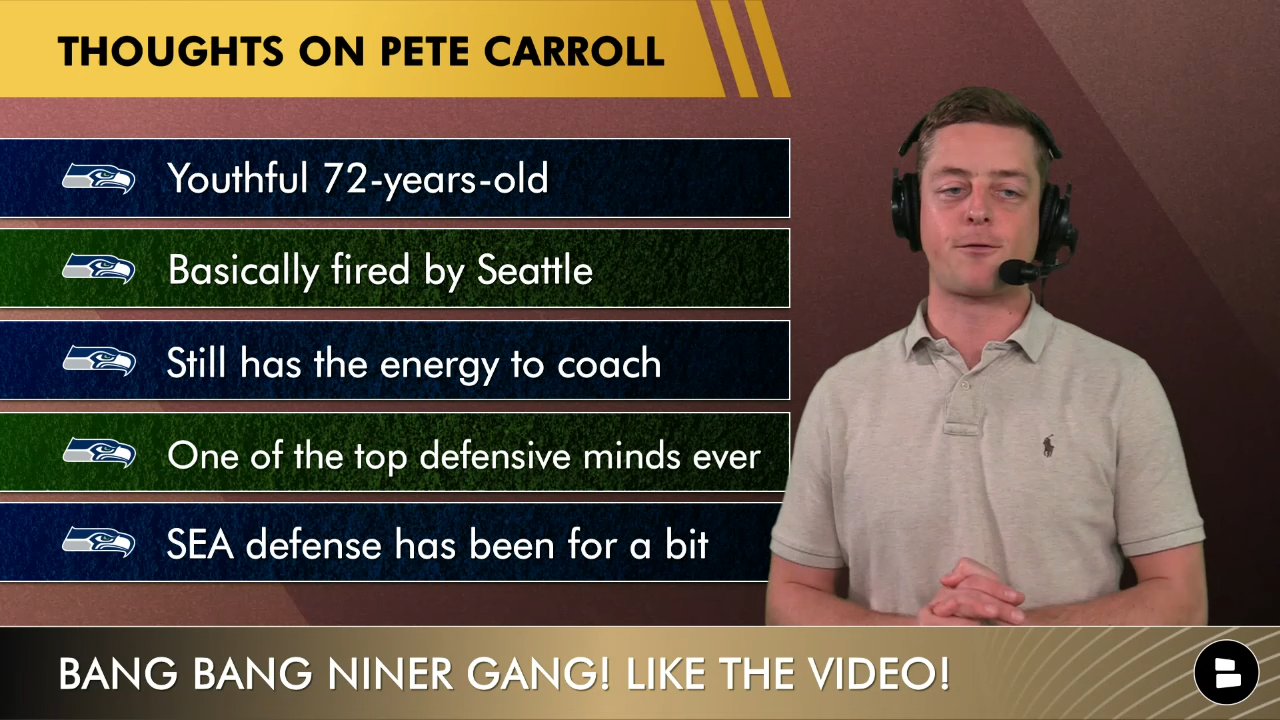 THOUGHTS ON PETE CARROLL
Youthful 72-years-old
Basically fired by Seattle
Still has the energy to coach
One of the top defensive minds ever
SEA defense has been for a bit
BANG BANG NINER GANG! LIKE THE VIDEO!